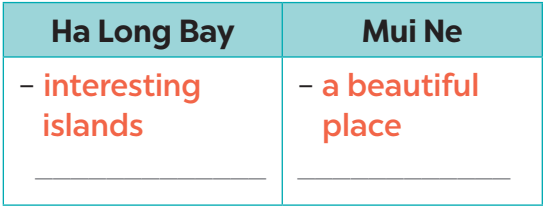 Ha Long Bay
Mui Ne
– interesting
islands
– a beautiful
place